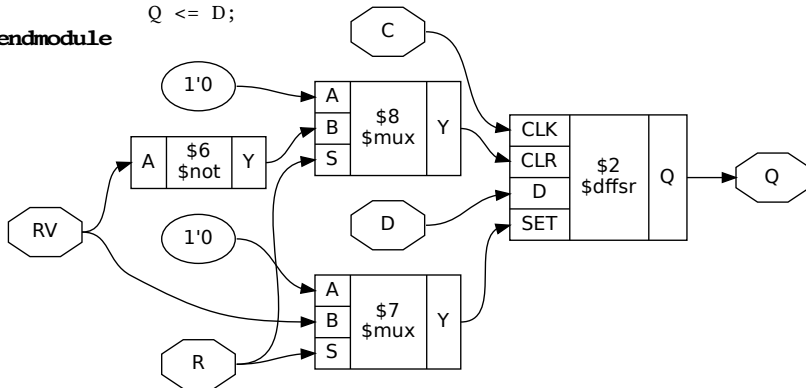 Q <= D;
endmodule
C
1'0
A
B
S
$8
$mux
Y
A
$6
$not
Y
CLK
CLR
D
SET
$2
$dffsr
Q
Q
RV
D
1'0
A
B
S
$7
$mux
Y
R